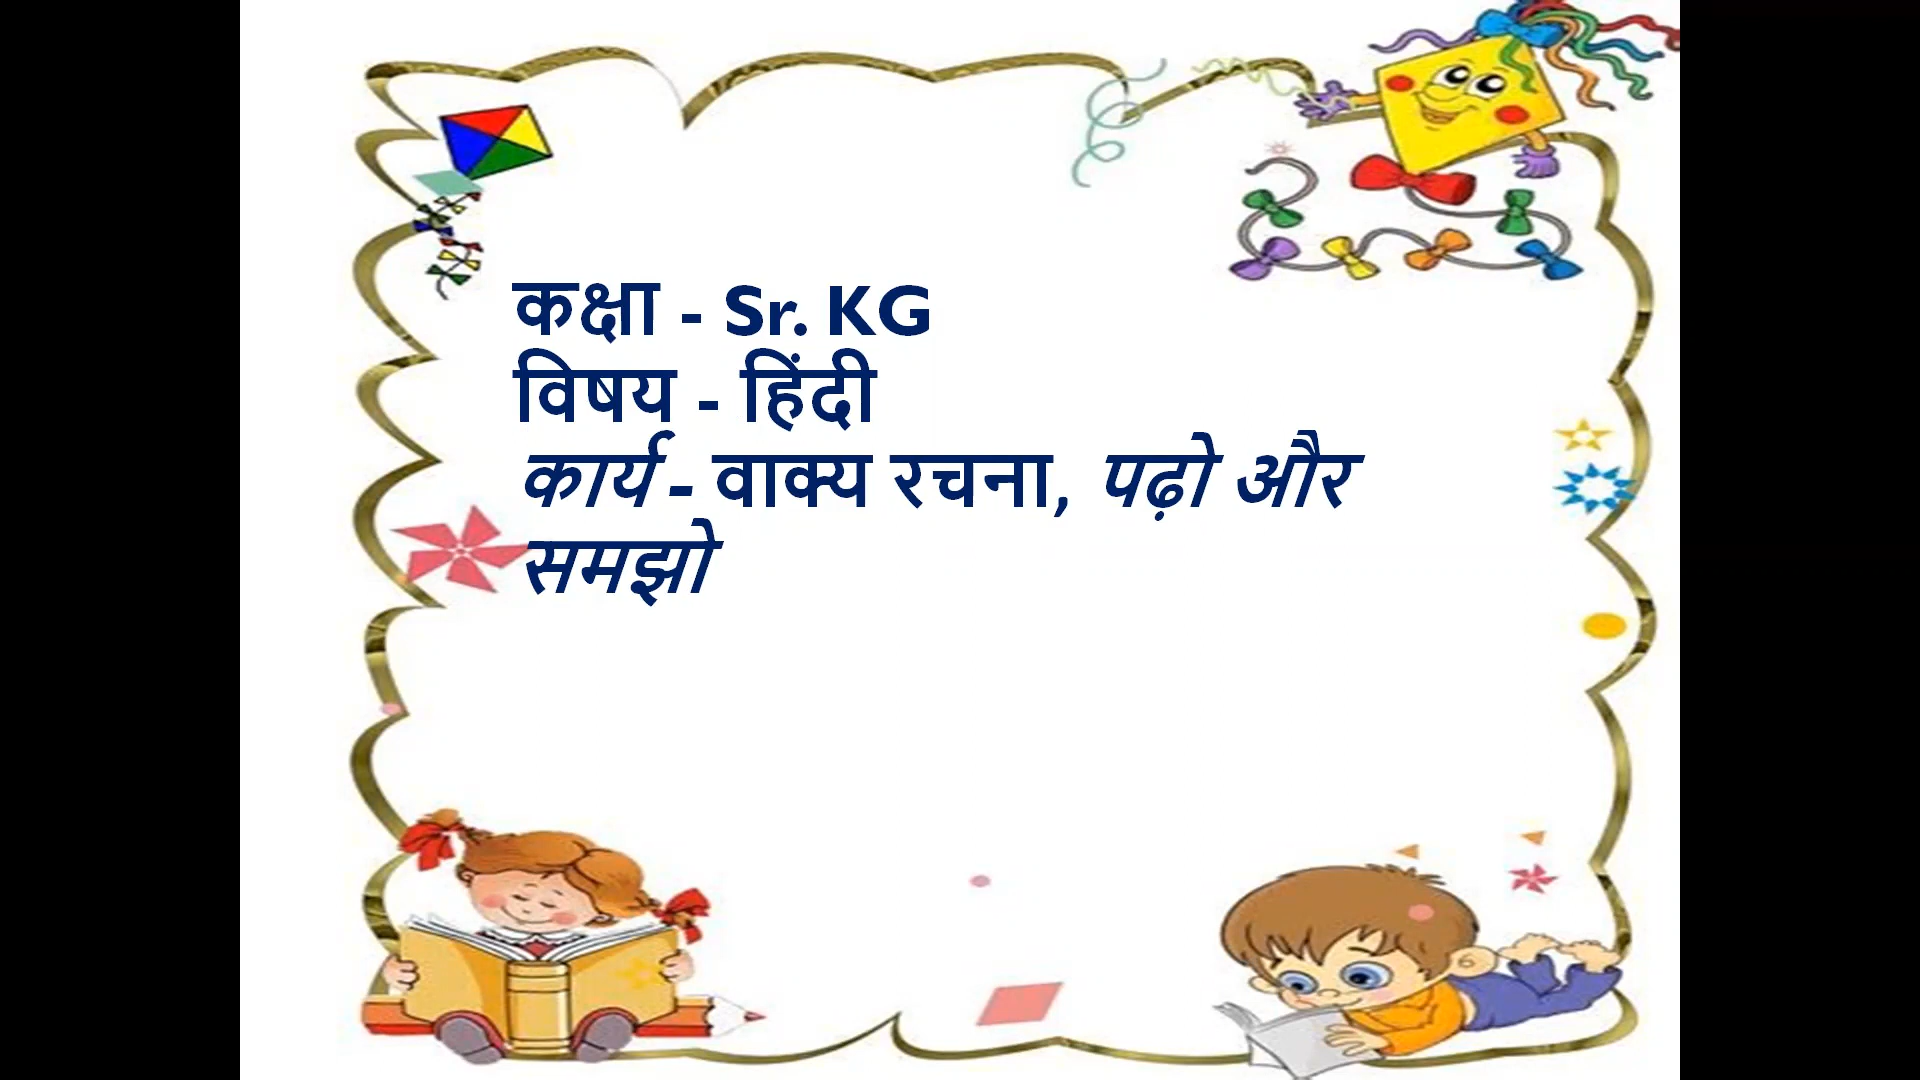 कक्षा - Sr. KG
विषय - हिंदी
कार्य - वाक्य रचना, पढ़ो और
समझो